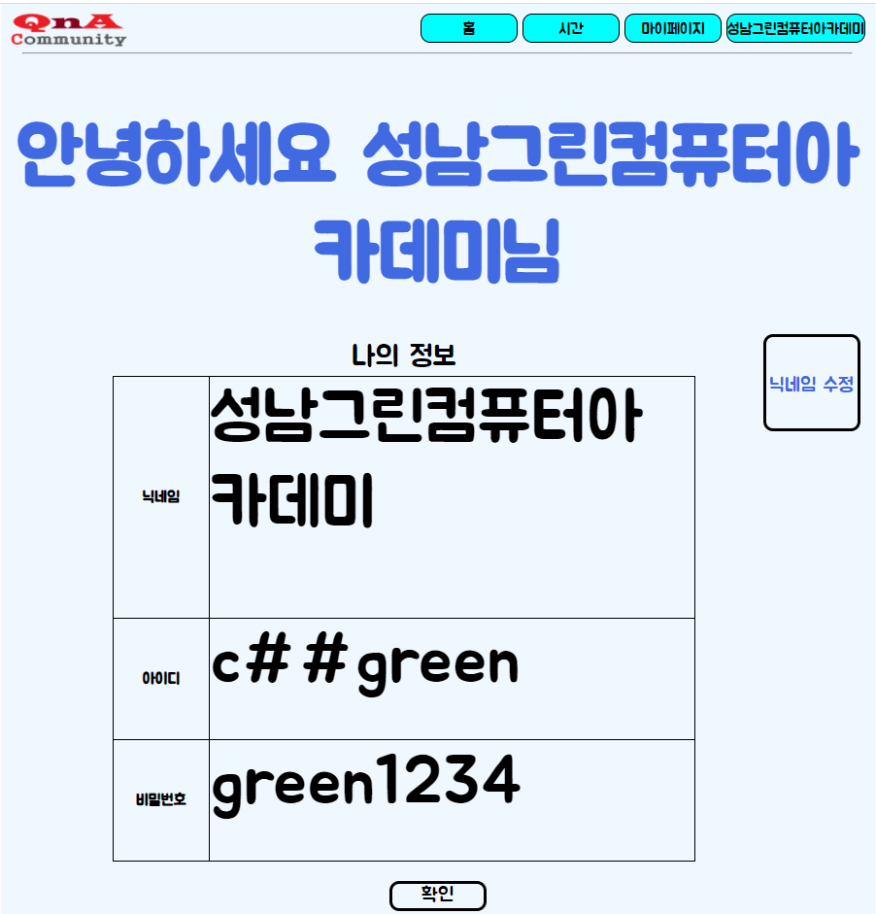 QnA
Community
홈
시간
마이페이지
성남그린컴퓨터아카데미
안녕하세요 성남그린컴퓨터아
카데미님
나의 정보
닉네임 수정
닉네임
성남그린컴퓨터아
카데미
아이디
c##green
비밀번호
green1234
확인